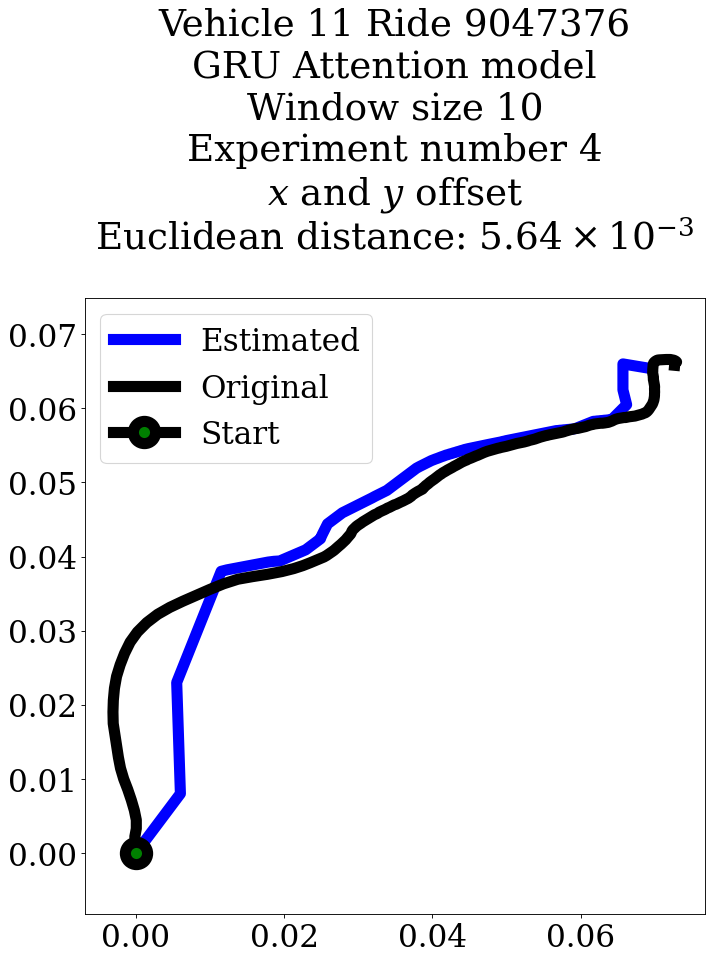 Vehicle 11 Ride 9047376
GRU Attention model
Window size 10
Experiment number 4
x and y offset
Euclidean distance: 5.64 × 10⁻³
Estimated
Original
Start
0.07
0.06
0.05
0.04
0.03
0.02
0.01
0.00
0.00 0.02 0.04 0.06